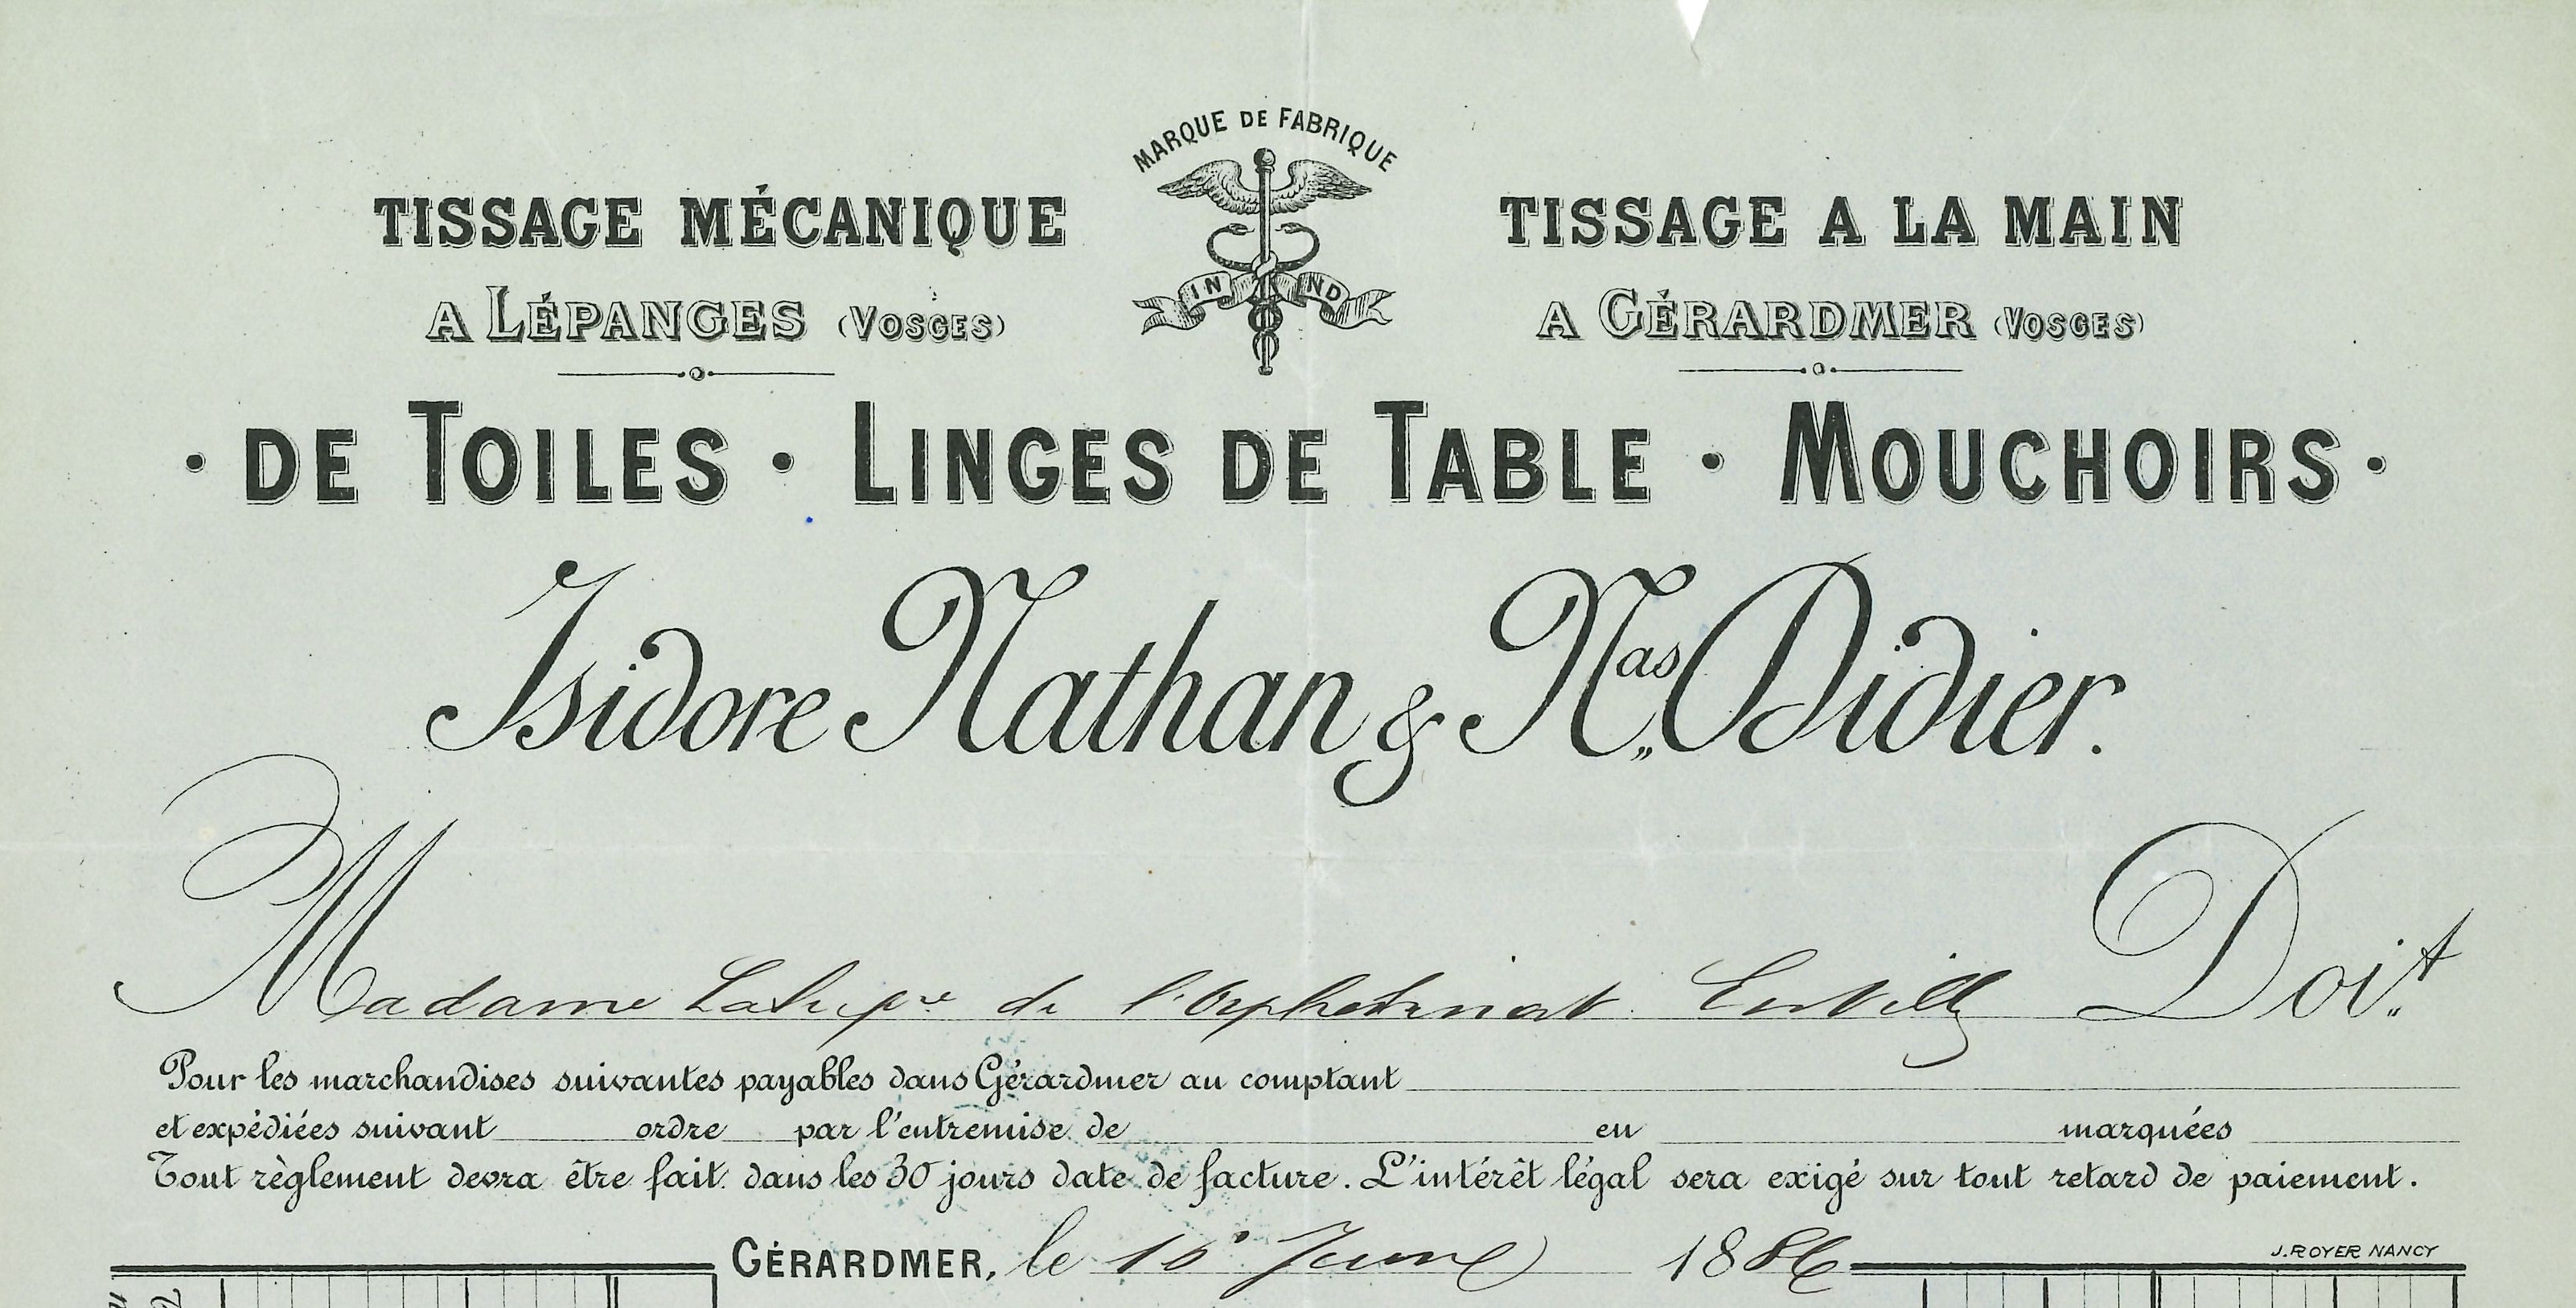 MARQUE DE FABRIQUE
IN ND
TISSAGE MÉCANIQUE
A LÉPANGES (VOSGES)
TISSAGE A LA MAIN
A GÉRARDMER (VOSGES)
· DE TOILES · LINGES DE TABLE · MOUCHOIRS ·
Isidore Nathan & Nas Didier.
Madame de l'Orphelinat Doit
Pour les marchandises suivantes payables dans Gérardmer au comptant
et expédiées suivant ordre par l'entremise de en marquées
Tout règlement devra être fait dans les 30 jours date de facture. L'intérêt légal sera exigé sur tout retard de paiement.
GÉRARDMER, le 1886
J. ROYER NANCY